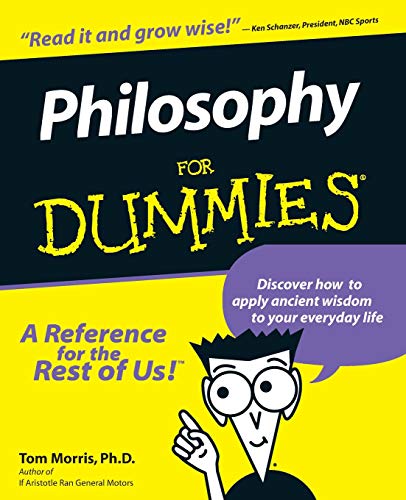 “Read it and grow wise!” — Ken Schanzer, President, NBC Sports
Philosophy
FOR
DUMMIES®
Discover how to
apply ancient wisdom
to your everyday life
A Reference
for the
Rest of Us!™
Tom Morris, Ph.D.
Author of
If Aristotle Ran General Motors